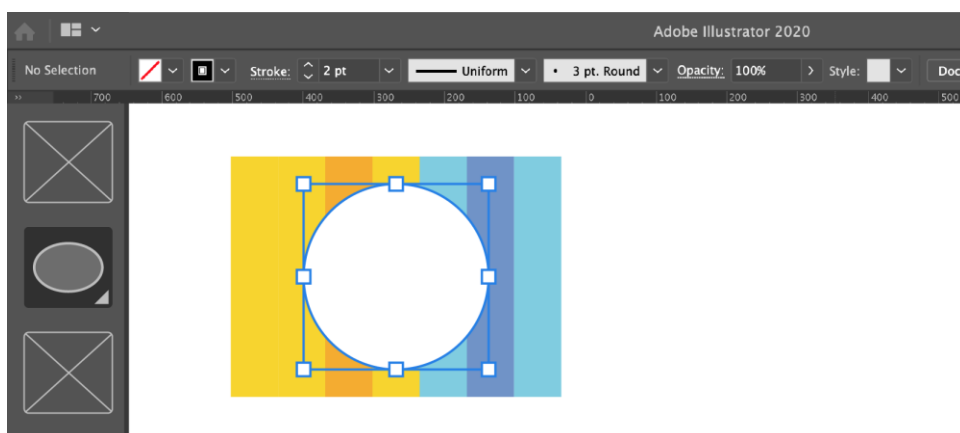 Adobe Illustrator 2020
No Selection Stroke: 2 pt Uniform 3 pt. Round Opacity: 100% Style: Doc
700 600 500 400 300 200 100 0 100 200 300 400 500